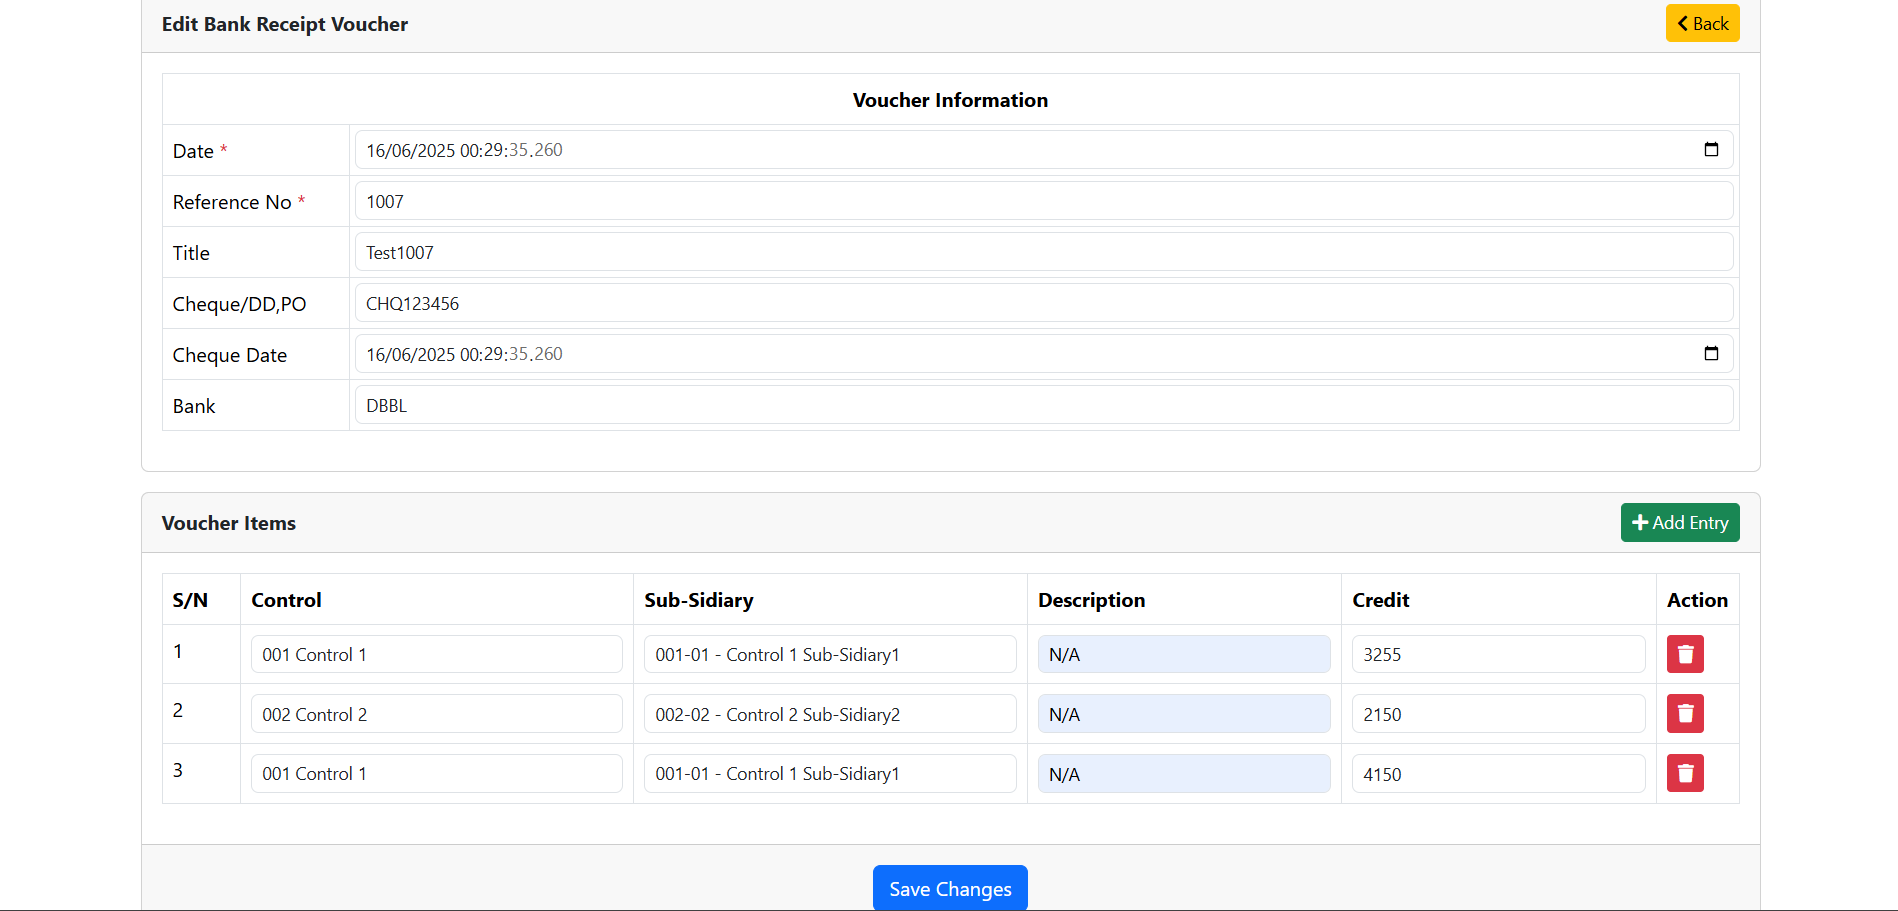 Edit Bank Receipt Voucher
Back
Voucher Information
Date * 16/06/2025 00:29:35.260
Reference No * 1007
Title Test1007
Cheque/DD,PO CHQ123456
Cheque Date 16/06/2025 00:29:35.260
Bank DBBL
Voucher Items
Add Entry
S/N Control Sub-Sidiary Description Credit Action
1 001 Control 1 001-01 - Control 1 Sub-Sidiary1 N/A 3255
2 002 Control 2 002-02 - Control 2 Sub-Sidiary2 N/A 2150
3 001 Control 1 001-01 - Control 1 Sub-Sidiary1 N/A 4150
Save Changes